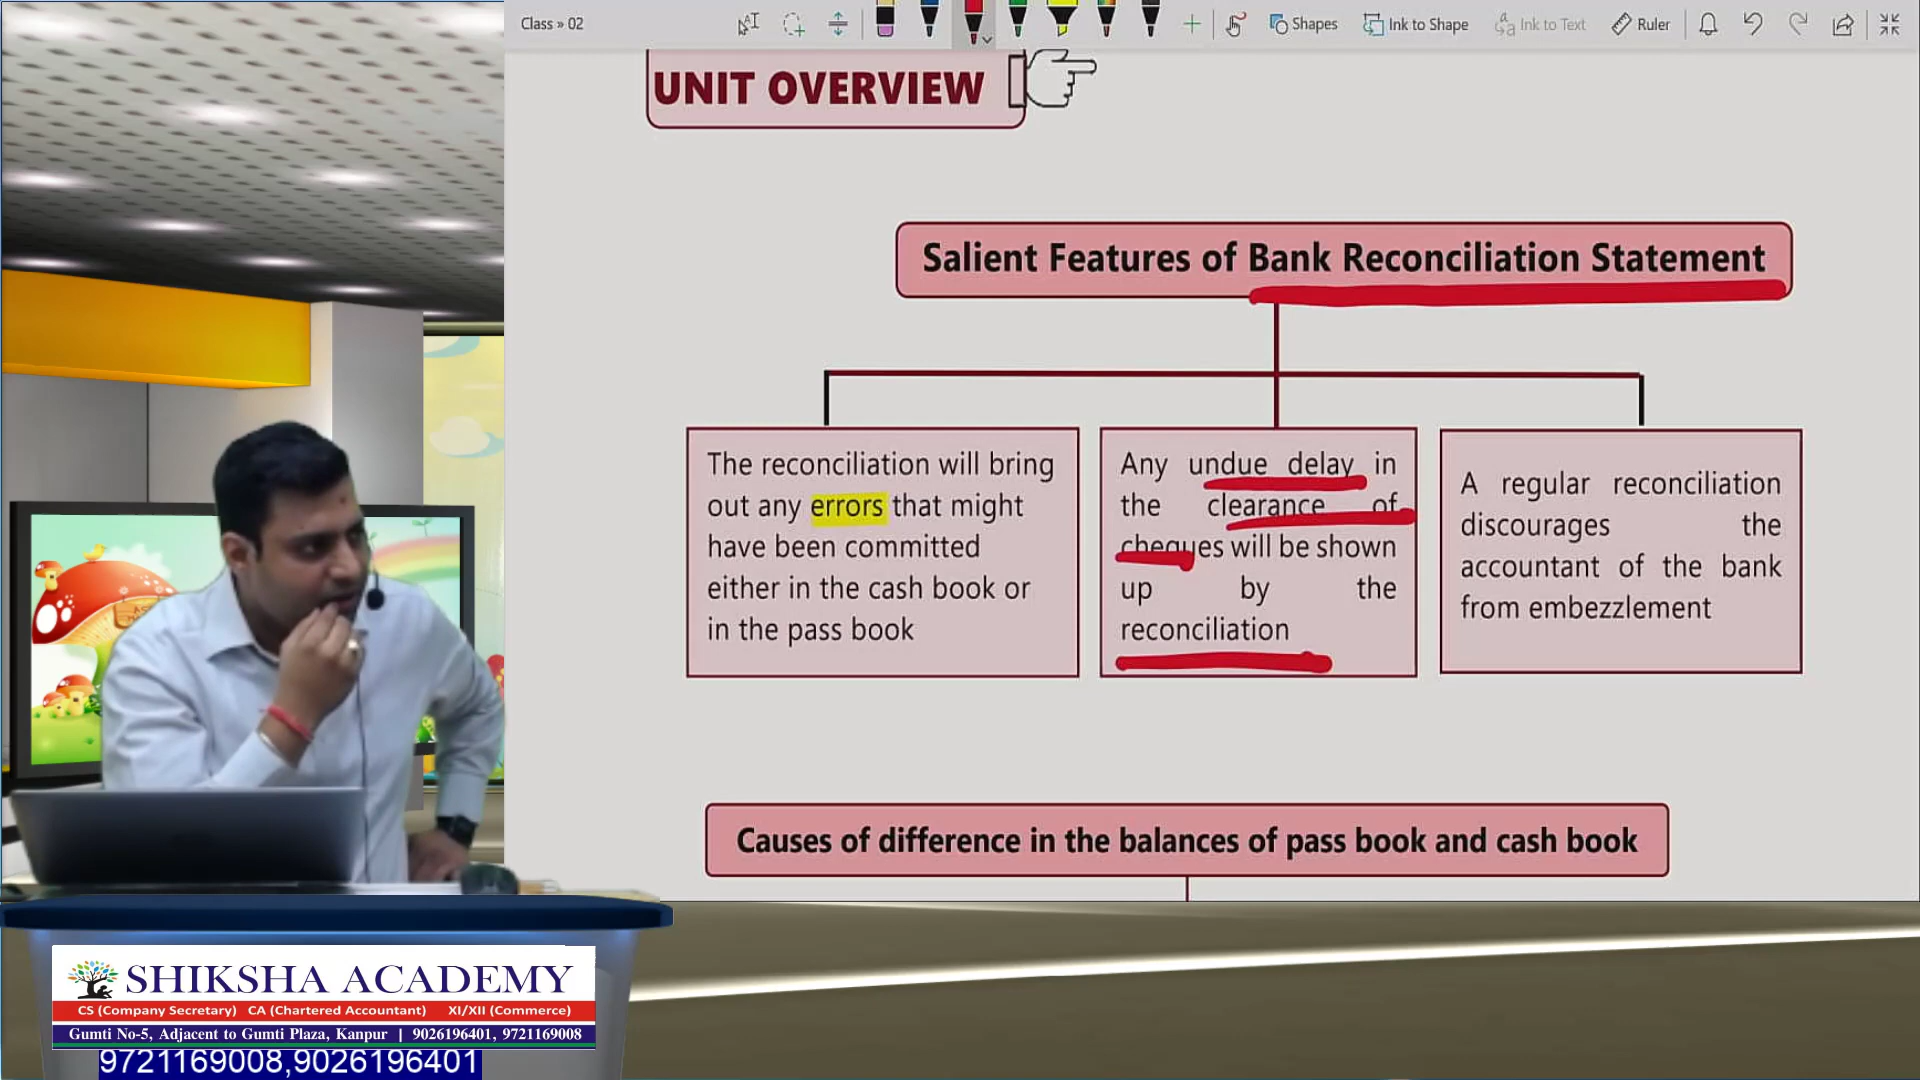 Class » 02
Shapes
Ink to Shape
Ink to Text
Ruler
UNIT OVERVIEW
Salient Features of Bank Reconciliation Statement
The reconciliation will bring
out any errors that might
have been committed
either in the cash book or
in the pass book
Any undue delay in
the clearance of
cheques will be shown
up by the
reconciliation
A regular reconciliation
discourages the
accountant of the bank
from embezzlement
Causes of difference in the balances of pass book and cash book
SHIKSHA ACADEMY
CS (Company Secretary) CA (Chartered Accountant) XI/XII (Commerce)
Gumti No-5, Adjacent to Gumti Plaza, Kanpur | 9026196401, 9721169008
9721169008,9026196401